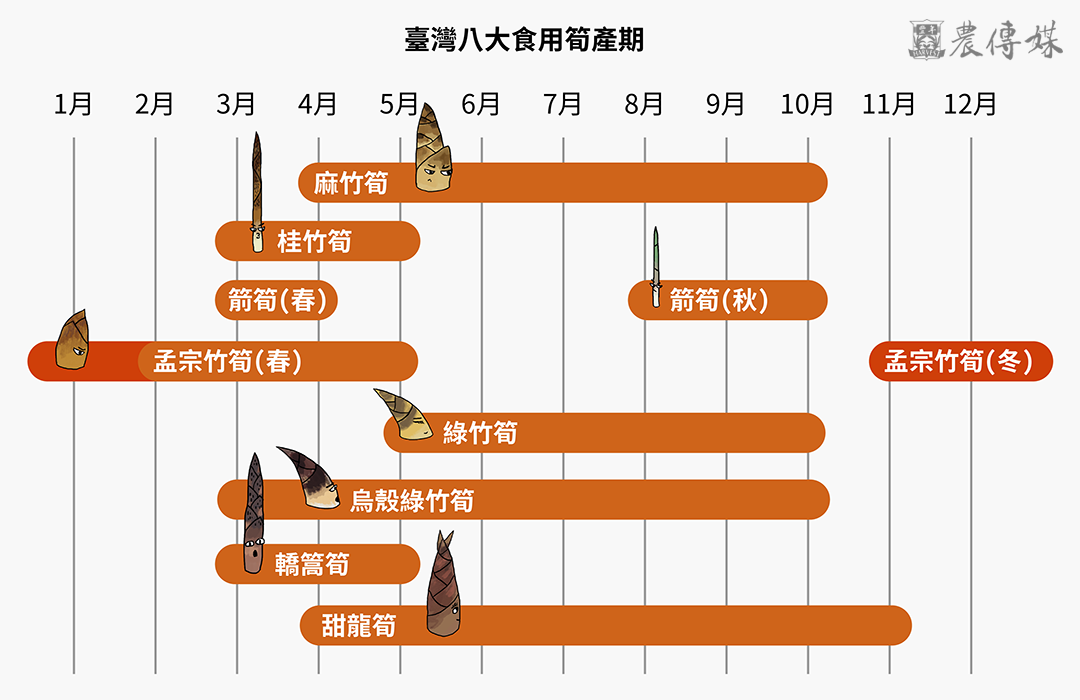 臺灣八大食用筍產期
農傳媒
HARVEST
1月 2月 3月 4月 5月 6月 7月 8月 9月 10月 11月 12月
麻竹筍
桂竹筍
箭筍(春) 箭筍(秋)
孟宗竹筍(春) 孟宗竹筍(冬)
綠竹筍
烏殼綠竹筍
轎篙筍
甜龍筍